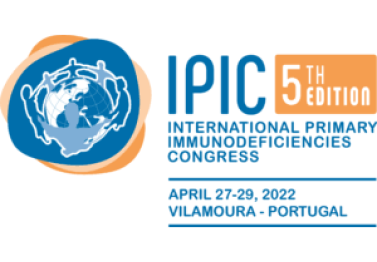 IPIC 5TH EDITION
INTERNATIONAL PRIMARY
IMMUNODEFICIENCIES
CONGRESS
APRIL 27-29, 2022
VILAMOURA - PORTUGAL